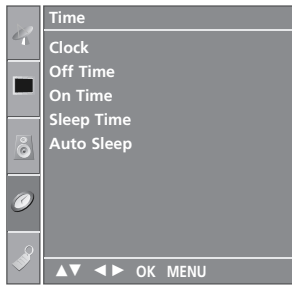 Time
Clock
Off Time
On Time
Sleep Time
Auto Sleep
▲▼ ◄► OK MENU